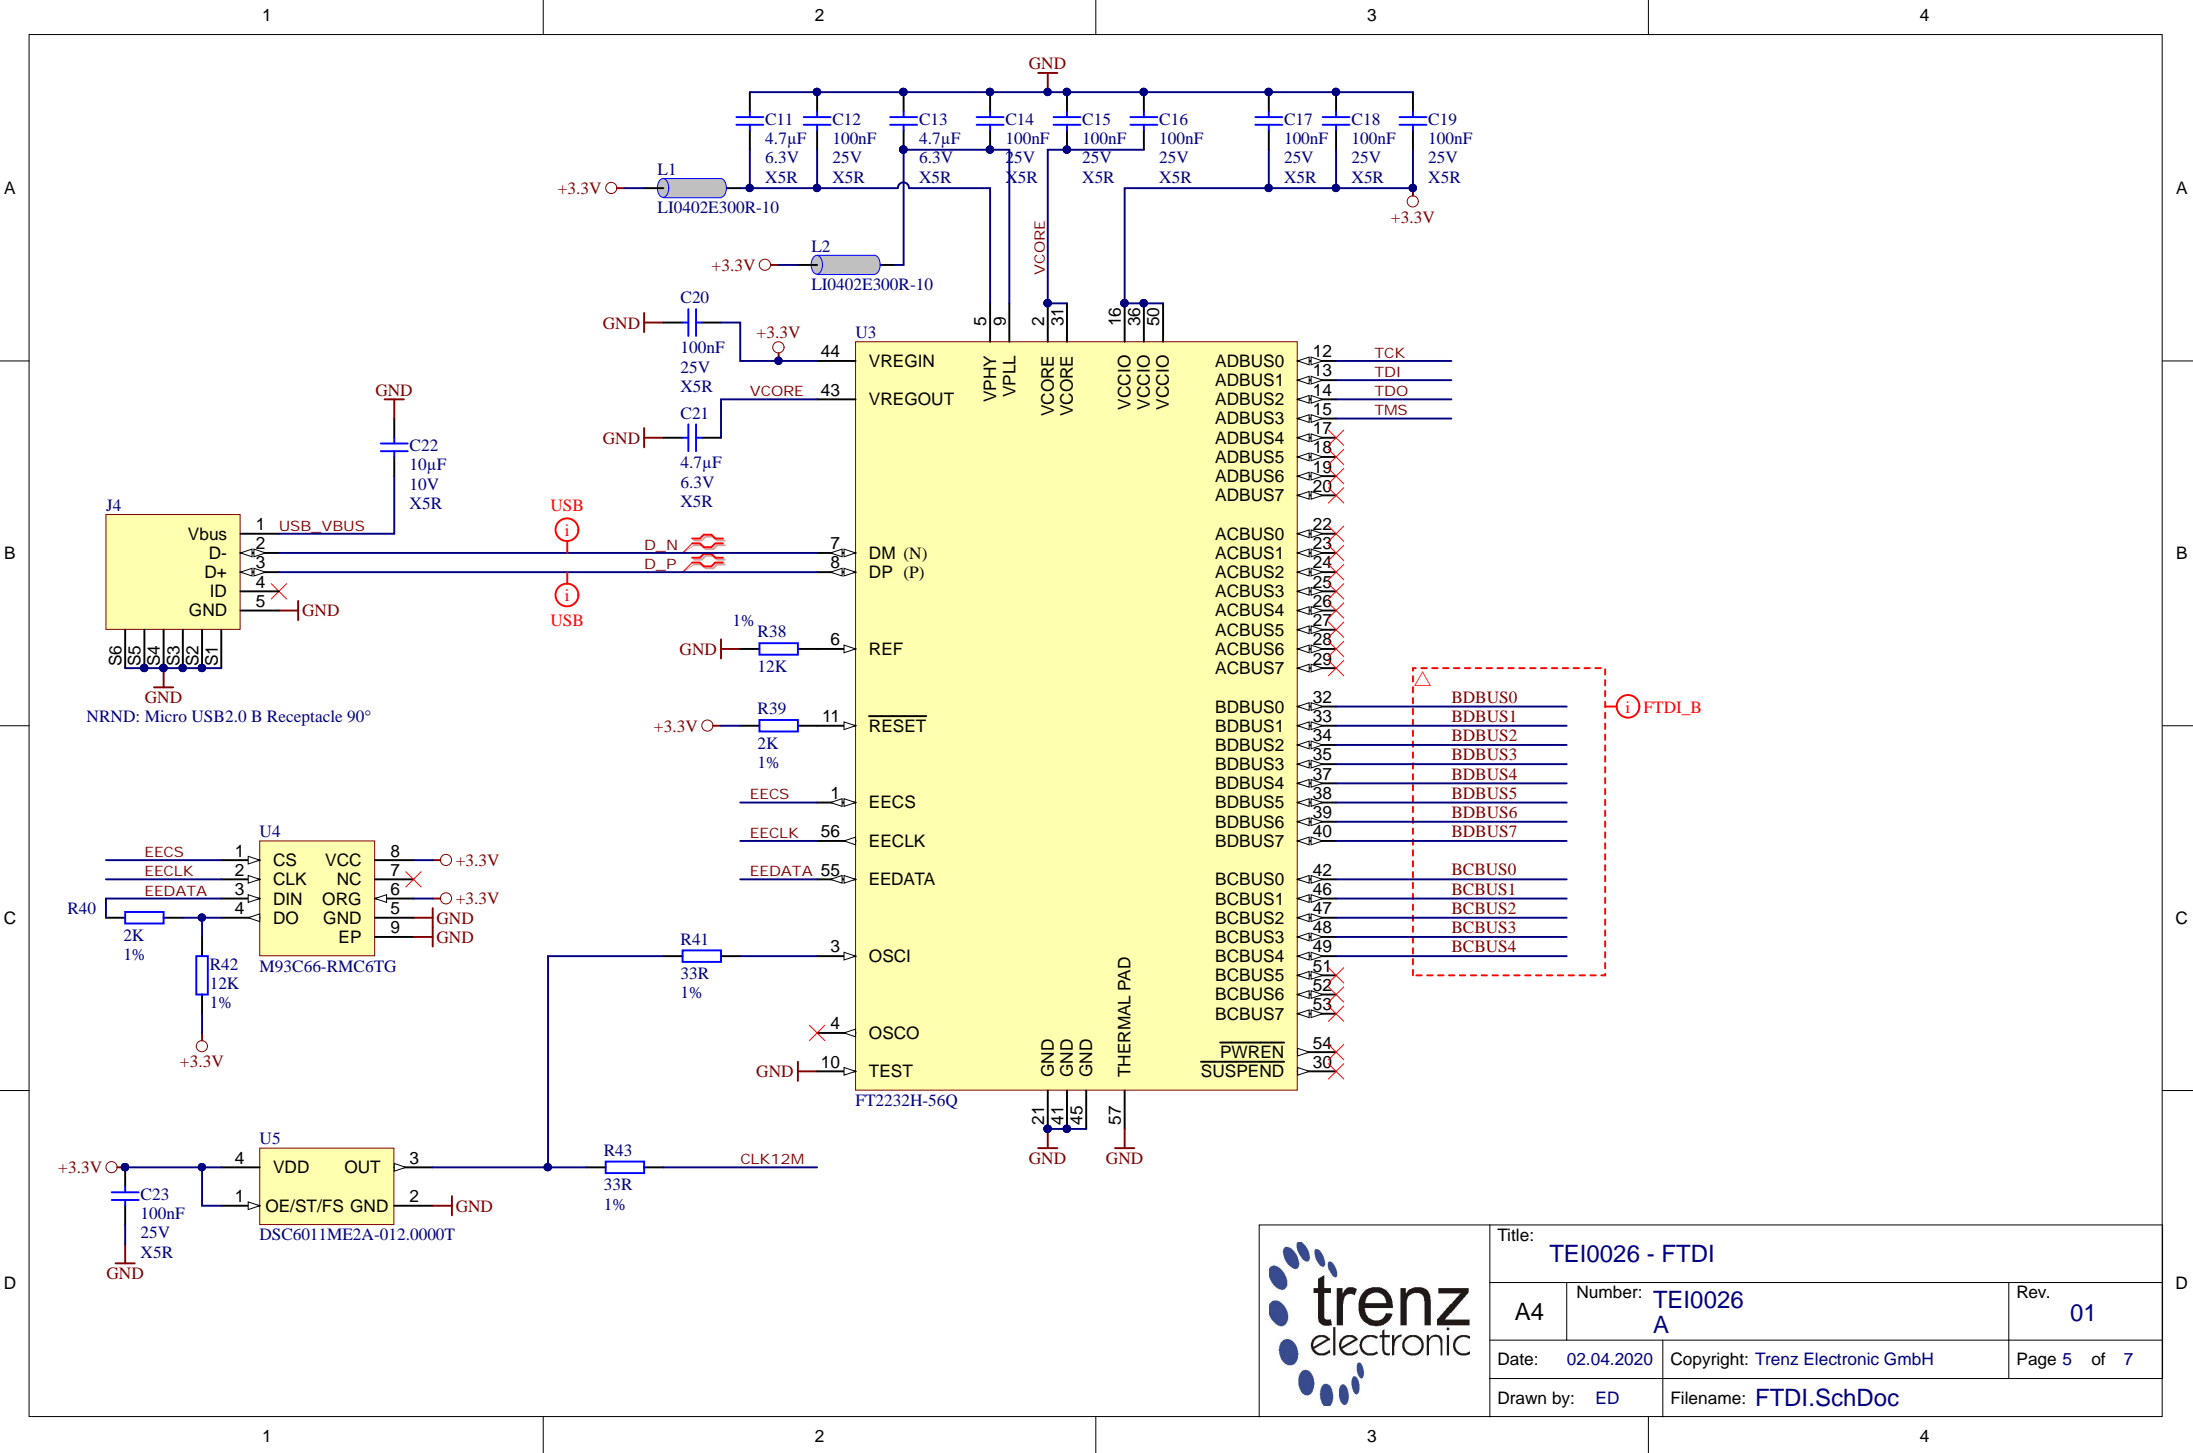 1 2 3 4
A
B
C
D
A
B
C
D
1 2 3 4
GND
C11
4.7µF
6.3V
X5R
C12
100nF
25V
X5R
C13
4.7µF
6.3V
X5R
C14
100nF
25V
X5R
C15
100nF
25V
X5R
C16
100nF
25V
X5R
C17
100nF
25V
X5R
C18
100nF
25V
X5R
C19
100nF
25V
X5R
+3.3V
+3.3V
L1
LI0402E300R-10
+3.3V
L2
LI0402E300R-10
VCORE
GND
C20
100nF
25V
X5R
+3.3V
GND
C21
4.7µF
6.3V
X5R
VCORE
U3
5 9 2 31 16 36 50
VPHY
VPLL
VCORE
VCORE
VCCIO
VCCIO
VCCIO
44 VREGIN
43 VREGOUT
7 DM (N)
8 DP (P)
6 REF
11 RESET
1 EECS
56 EECLK
55 EEDATA
3 OSCI
4 OSCO
10 TEST
ADBUS0 12 TCK
ADBUS1 13 TDI
ADBUS2 14 TDO
ADBUS3 15 TMS
ADBUS4 17
ADBUS5 18
ADBUS6 19
ADBUS7 20
ACBUS0 22
ACBUS1 23
ACBUS2 24
ACBUS3 25
ACBUS4 26
ACBUS5 27
ACBUS6 28
ACBUS7 29
BDBUS0 32 BDBUS0
BDBUS1 33 BDBUS1
BDBUS2 34 BDBUS2
BDBUS3 35 BDBUS3
BDBUS4 37 BDBUS4
BDBUS5 38 BDBUS5
BDBUS6 39 BDBUS6
BDBUS7 40 BDBUS7
BCBUS0 42 BCBUS0
BCBUS1 46 BCBUS1
BCBUS2 47 BCBUS2
BCBUS3 48 BCBUS3
BCBUS4 49 BCBUS4
BCBUS5 51
BCBUS6 52
BCBUS7 53
PWREN 54
SUSPEND 30
i FTDI_B
GND
GND
GND
THERMAL PAD
21 41 45 57
GND
GND
FT2232H-56Q
GND
C22
10µF
10V
X5R
J4
Vbus 1 USB_VBUS
D- 2
D+ 3
ID 4
GND 5 GND
S6 S5 S4 S3 S2 S1
GND
NRND: Micro USB2.0 B Receptacle 90°
USB
i
D_N
D_P
i
USB
GND
1%
R38
12K
+3.3V
R39
2K
1%
EECS
EECLK
EEDATA
R41
33R
1%
GND
U4
EECS 1 CS VCC 8 +3.3V
EECLK 2 CLK NC 7
EEDATA 3 DIN ORG 6 +3.3V
4 DO GND 5 GND
EP 9 GND
M93C66-RMC6TG
R40
2K
1%
R42
12K
1%
+3.3V
U5
+3.3V 4 VDD OUT 3
1 OE/ST/FS GND 2 GND
DSC6011ME2A-012.0000T
C23
100nF
25V
X5R
GND
R43
33R
1%
CLK12M
trenz
electronic
Title:
TEI0026 - FTDI
A4
Number: TEI0026
A
Rev.
01
Date: 02.04.2020
Copyright: Trenz Electronic GmbH
Page 5 of 7
Drawn by: ED
Filename: FTDI.SchDoc